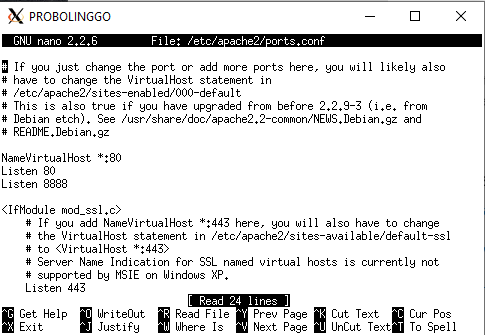 PROBOLINGGO
GNU nano 2.2.6 File: /etc/apache2/ports.conf
# If you just change the port or add more ports here, you will likely also
# have to change the VirtualHost statement in
# /etc/apache2/sites-enabled/000-default
# This is also true if you have upgraded from before 2.2.9-3 (i.e. from
# Debian etch). See /usr/share/doc/apache2.2-common/NEWS.Debian.gz and
# README.Debian.gz
NameVirtualHost *:80
Listen 80
Listen 8888
<IfModule mod_ssl.c>
# If you add NameVirtualHost *:443 here, you will also have to change
# the VirtualHost statement in /etc/apache2/sites-available/default-ssl
# to <VirtualHost *:443>
# Server Name Indication for SSL named virtual hosts is currently not
# supported by MSIE on Windows XP.
Listen 443
[ Read 24 lines ]
^G Get Help ^O WriteOut ^R Read File ^Y Prev Page ^K Cut Text ^C Cur Pos
^X Exit ^J Justify ^W Where Is ^V Next Page ^U UnCut Text ^T To Spell